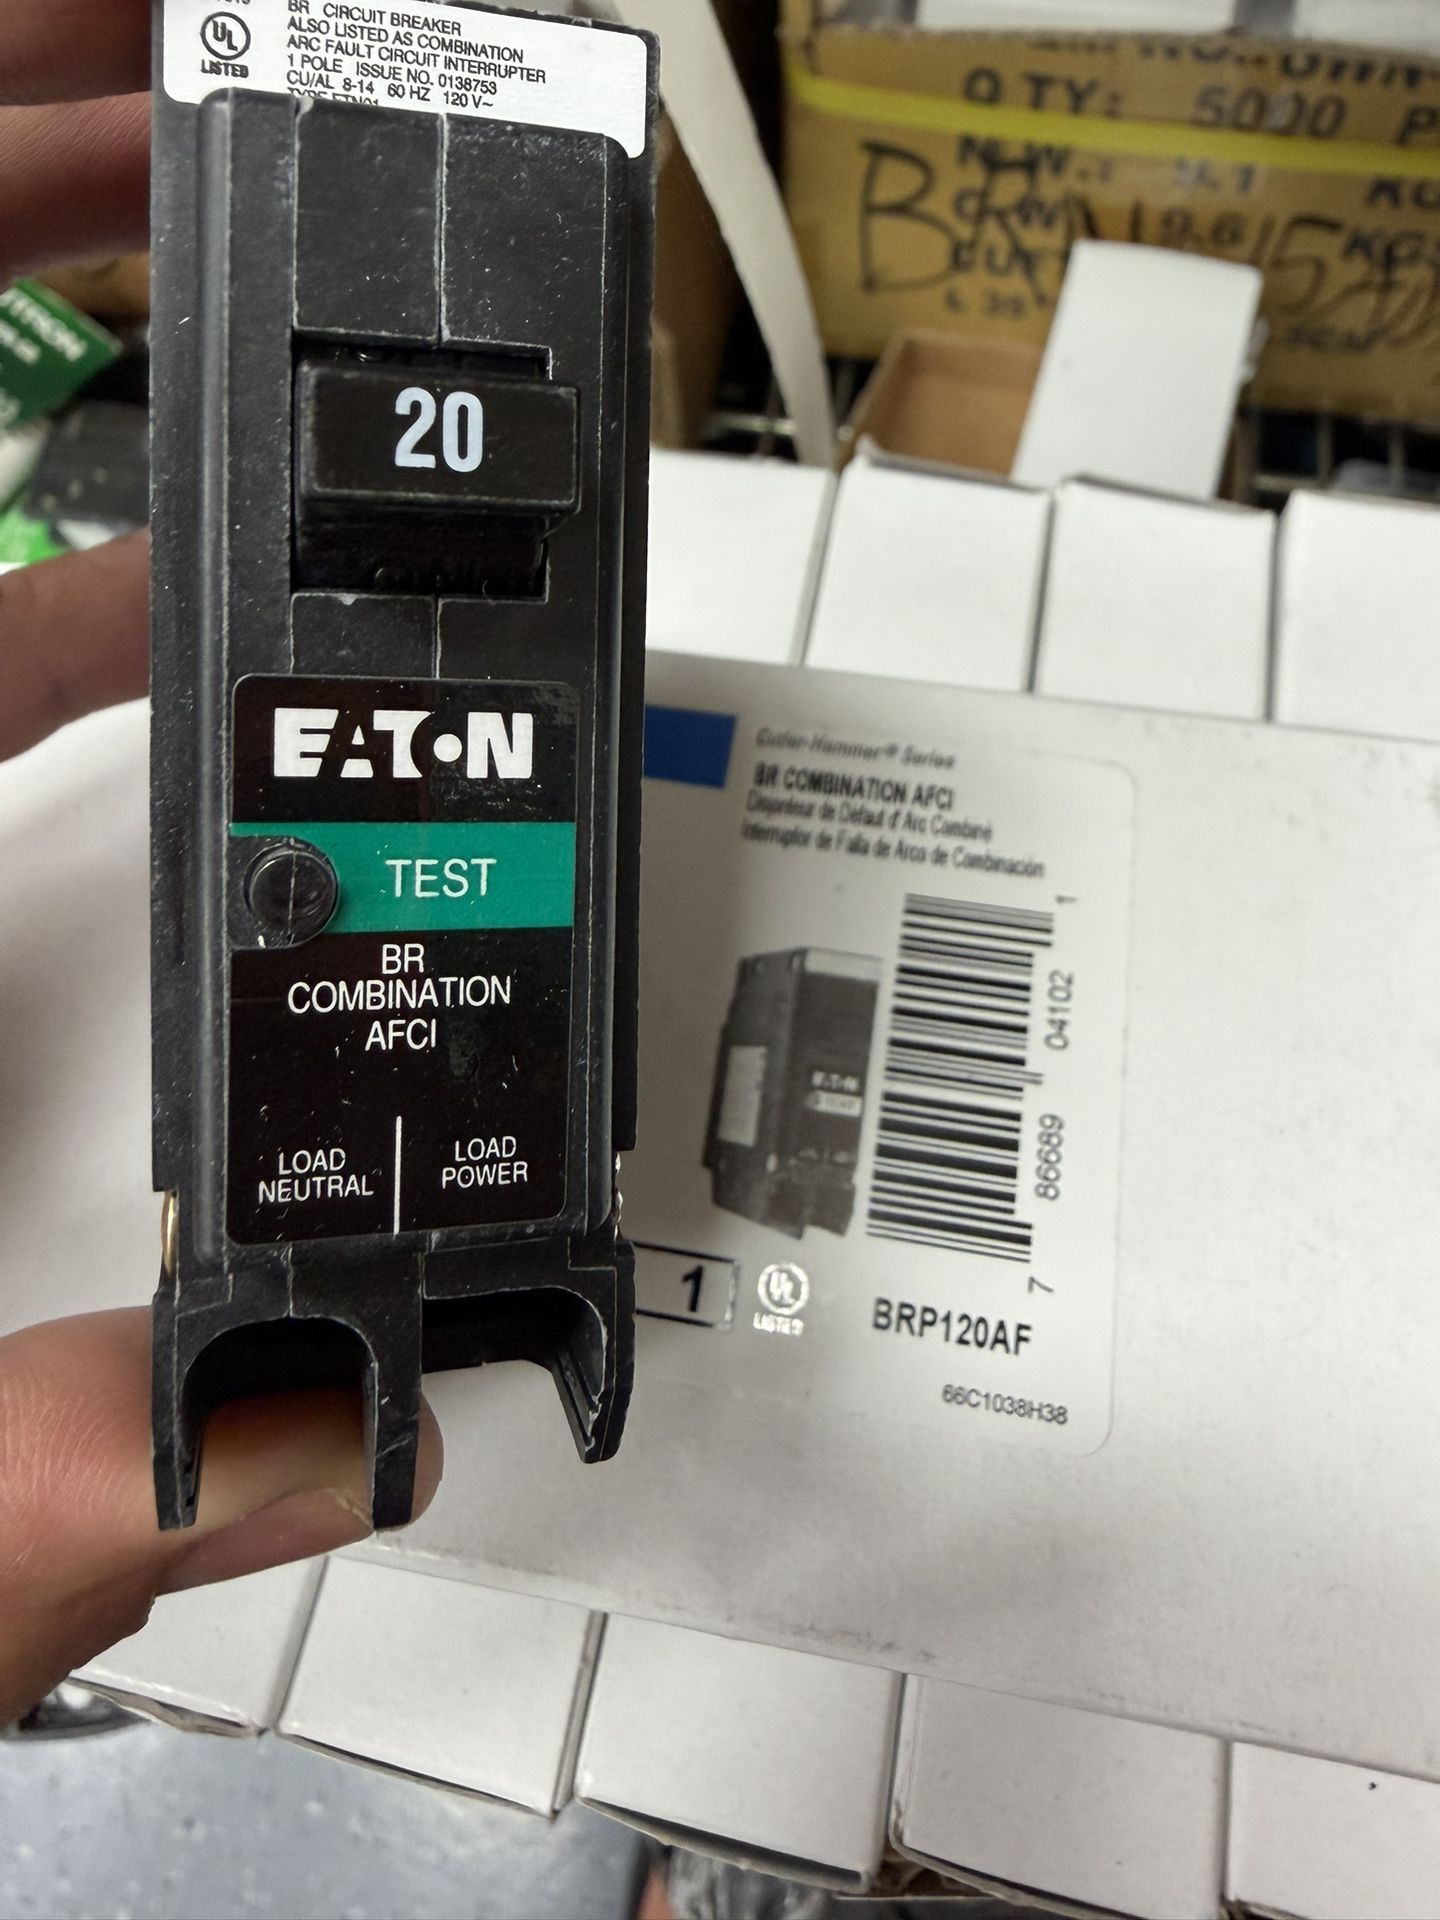 BR CIRCUIT BREAKER
ALSO LISTED AS COMBINATION
ARC FAULT CIRCUIT INTERRUPTER
1 POLE ISSUE NO. 0138753
CU/AL 8-14 60 HZ 120 V~
UL
LISTED
20
EATON
TEST
BR
COMBINATION
AFCI
LOAD
NEUTRAL
LOAD
POWER
QTY: 5000 P
Cutler-Hammer® Series
BR COMBINATION AFCI
Disjoncteur de Défaut d'Arc Combiné
Interruptor de Falla de Arco de Combinación
EATON
7 86689 04102 1
1
UL
LISTED
BRP120AF
66C1038H38